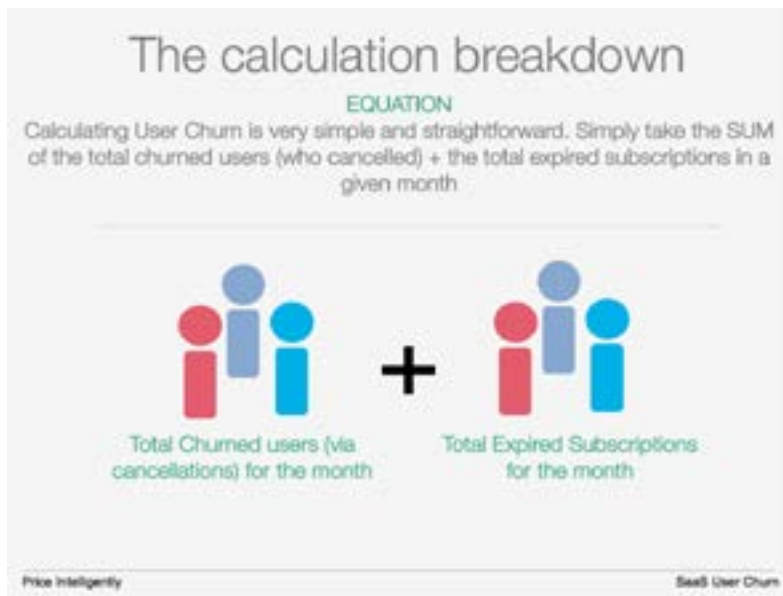 The calculation breakdown
EQUATION
Calculating User Churn is very simple and straightforward. Simply take the SUM
of the total churned users (who cancelled) + the total expired subscriptions in a
given month
+
Total Churned users (via
cancellations) for the month
Total Expired Subscriptions
for the month
Price Intelligently
SaaS User Churn